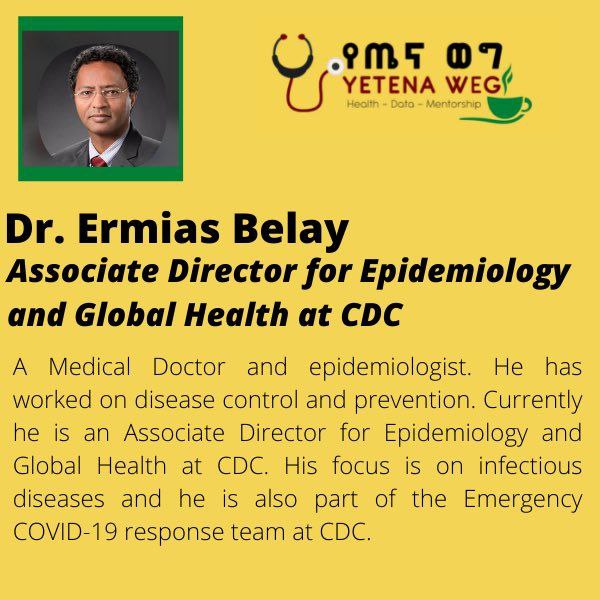 የጤና ወግ
YETENA WEG
Health - Data - Mentorship
Dr. Ermias Belay
Associate Director for Epidemiology
and Global Health at CDC
A Medical Doctor and epidemiologist. He has
worked on disease control and prevention. Currently
he is an Associate Director for Epidemiology and
Global Health at CDC. His focus is on infectious
diseases and he is also part of the Emergency
COVID-19 response team at CDC.